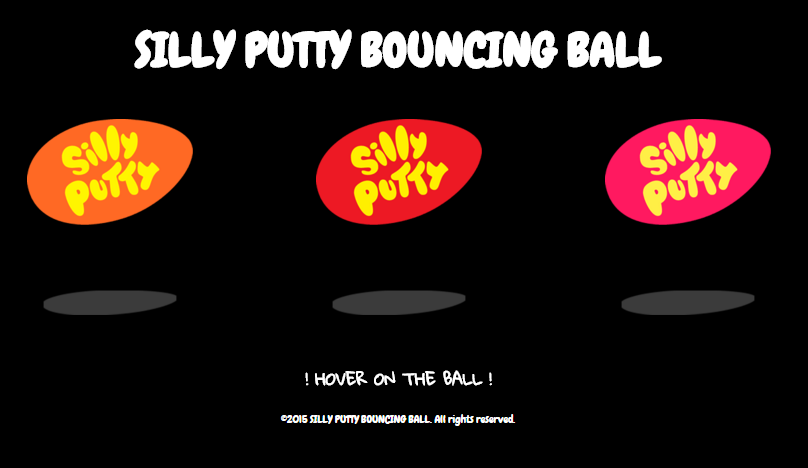 SILLY PUTTY BOUNCING BALL
Silly
PUTTY
Silly
PUTTY
Silly
PUTTY
! HOVER ON THE BALL !
©2015 SILLY PUTTY BOUNCING BALL. All rights reserved.